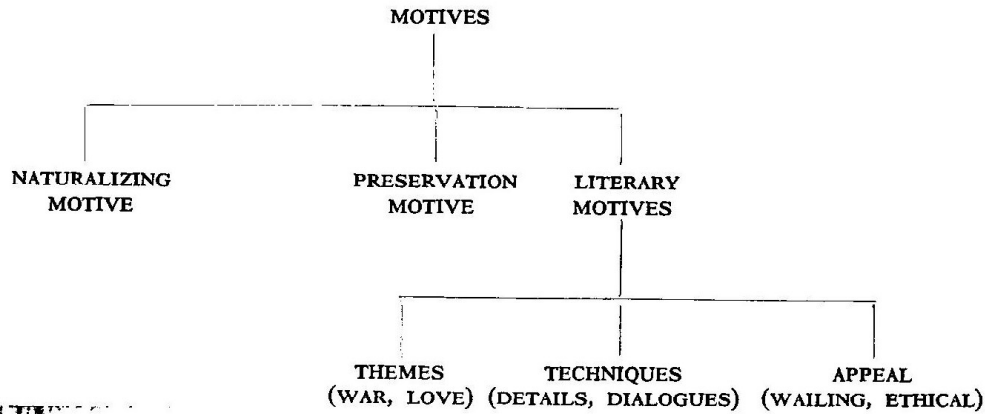 MOTIVES
NATURALIZING MOTIVE
PRESERVATION MOTIVE
LITERARY MOTIVES
THEMES
(WAR, LOVE)
TECHNIQUES
(DETAILS, DIALOGUES)
APPEAL
(WAILING, ETHICAL)